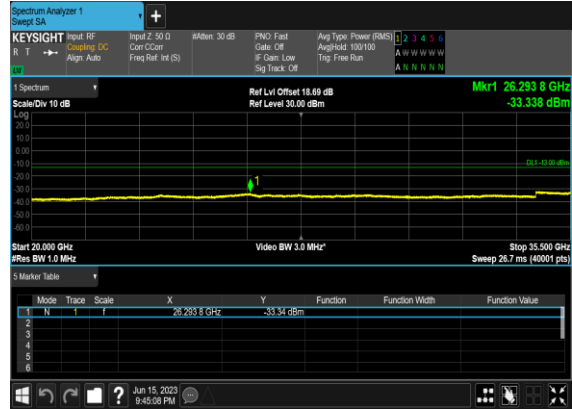 Spectrum Analyzer 1
Swept SA
+
KEYSIGHT Input: RF Input Z: 50 Ω #Atten: 30 dB PNO: Fast Avg Type: Power (RMS) 1 2 3 4 5 6
R T Coupling: DC Corr CCorr Gate: Off Avg|Hold: 100/100 A W W W W W
Align: Auto Freq Ref: Int (S) IF Gain: Low Trig: Free Run
Sig Track: Off A N N N N N
1 Spectrum Ref Lvl Offset 18.69 dB Mkr1 26.293 8 GHz
Scale/Div 10 dB Ref Level 30.00 dBm -33.338 dBm
Log
20.0
10.0
0.00
-10.0
DL1 -13.00 dBm
-20.0
1
-30.0
-40.0
-50.0
-60.0
Start 20.000 GHz Video BW 3.0 MHz* Stop 35.500 GHz
#Res BW 1.0 MHz Sweep 26.7 ms (40001 pts)
5 Marker Table
Mode Trace Scale X Y Function Function Width Function Value
1 N 1 f 26.293 8 GHz -33.34 dBm
2
3
4
5
6
? Jun 15, 2023
9:45:08 PM